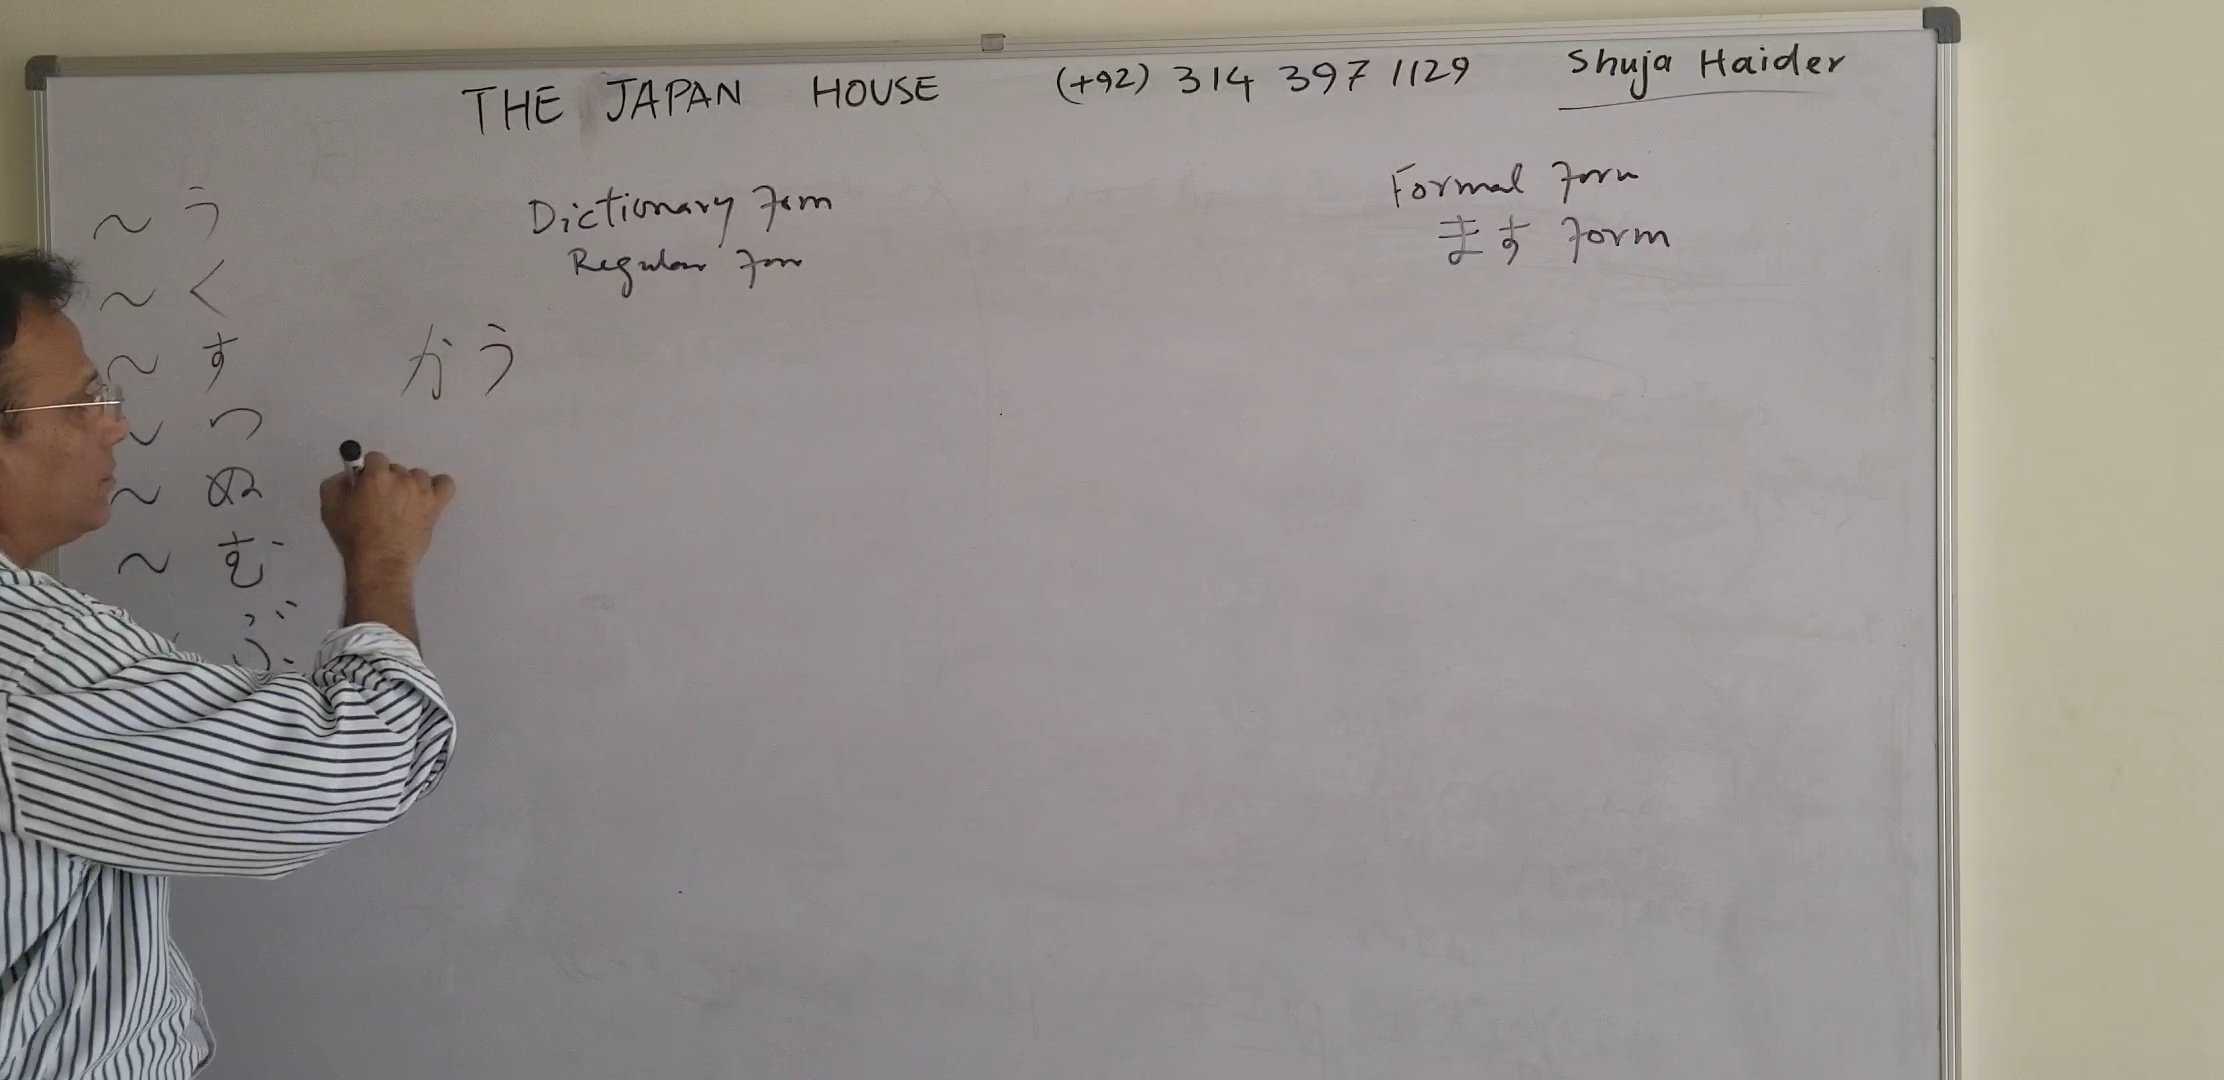 THE JAPAN HOUSE (+92) 314 397 1129 Shuja Haider
Dictionary form
Regular form
Formal form
ます form
~う
~く
~す
~つ
~ぬ
~む
ぶ
かう